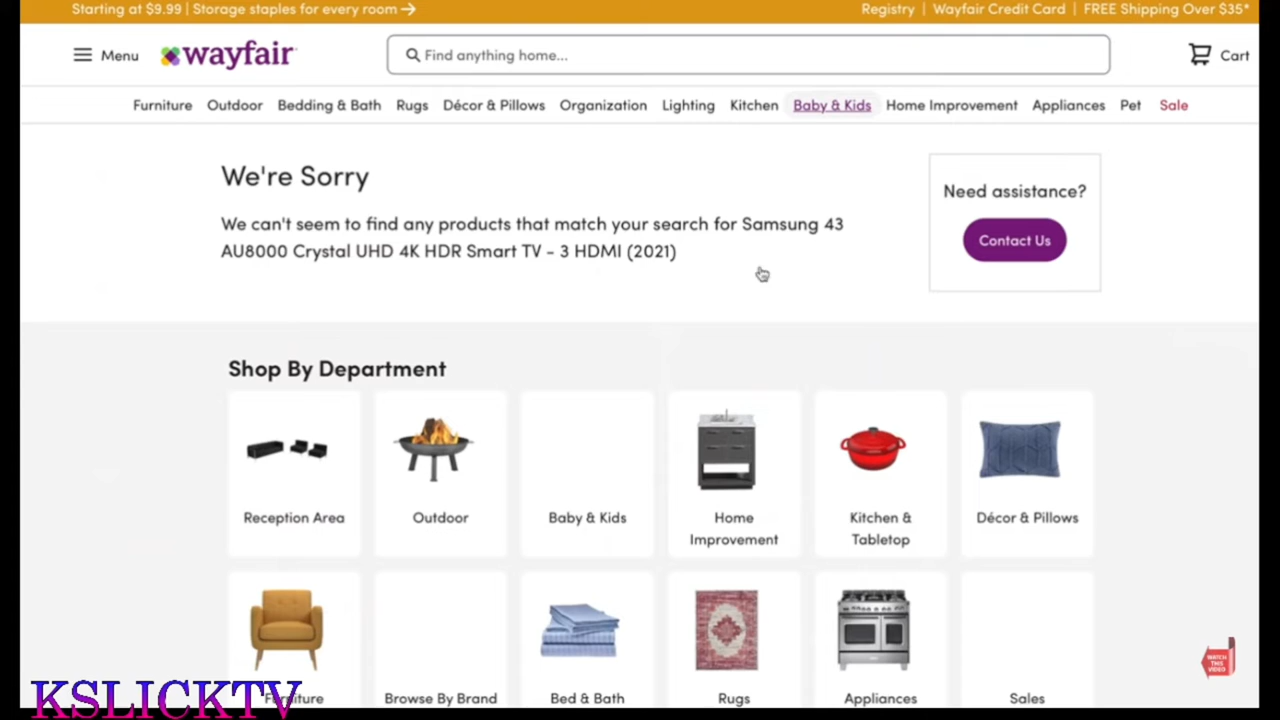 Starting at $9.99 | Storage staples for every room →
Registry | Wayfair Credit Card | FREE Shipping Over $35*
Menu
wayfair
Find anything home...
Cart
Furniture Outdoor Bedding & Bath Rugs Décor & Pillows Organization Lighting Kitchen Baby & Kids Home Improvement Appliances Pet Sale
We're Sorry
We can't seem to find any products that match your search for Samsung 43
AU8000 Crystal UHD 4K HDR Smart TV - 3 HDMI (2021)
Need assistance?
Contact Us
Shop By Department
Reception Area
Outdoor
Baby & Kids
Home
Improvement
Kitchen &
Tabletop
Décor & Pillows
Furniture
Browse By Brand
Bed & Bath
Rugs
Appliances
Sales
WATCH
THIS
VIDEO
KSLICKTV